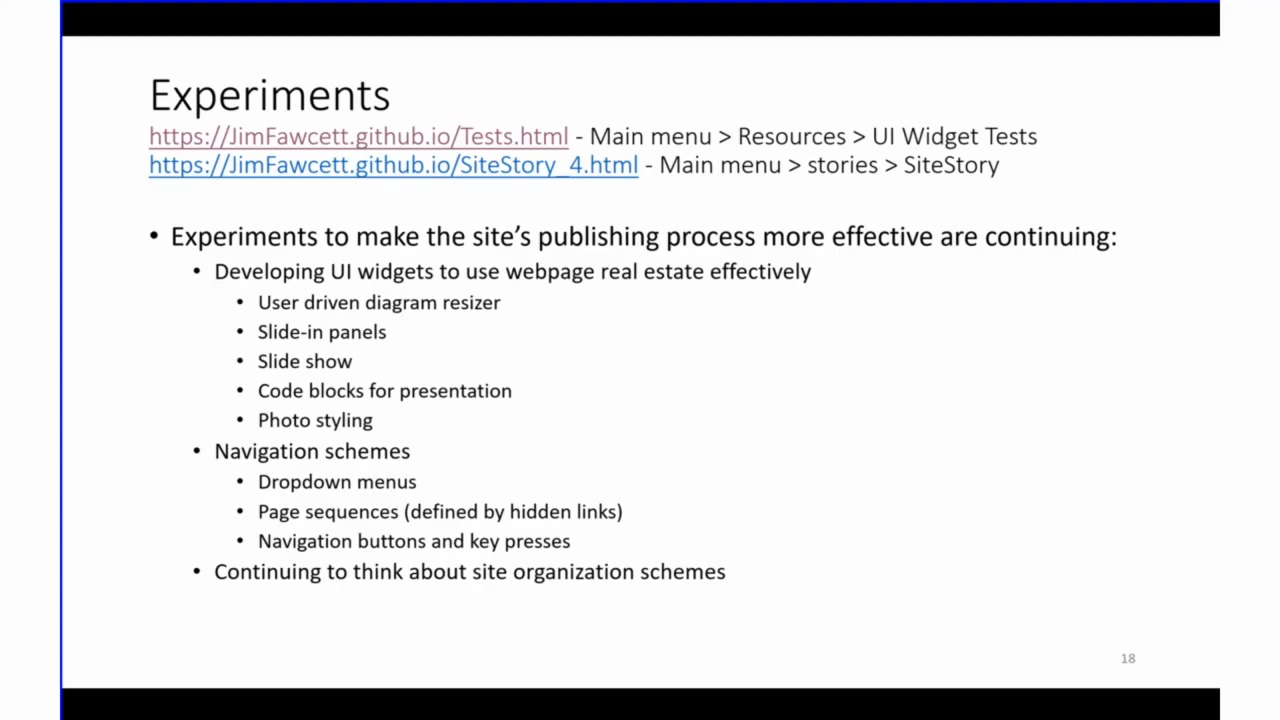 Experiments
https://JimFawcett.github.io/Tests.html - Main menu > Resources > UI Widget Tests
https://JimFawcett.github.io/SiteStory_4.html - Main menu > stories > SiteStory
• Experiments to make the site’s publishing process more effective are continuing:
• Developing UI widgets to use webpage real estate effectively
• User driven diagram resizer
• Slide-in panels
• Slide show
• Code blocks for presentation
• Photo styling
• Navigation schemes
• Dropdown menus
• Page sequences (defined by hidden links)
• Navigation buttons and key presses
• Continuing to think about site organization schemes
18